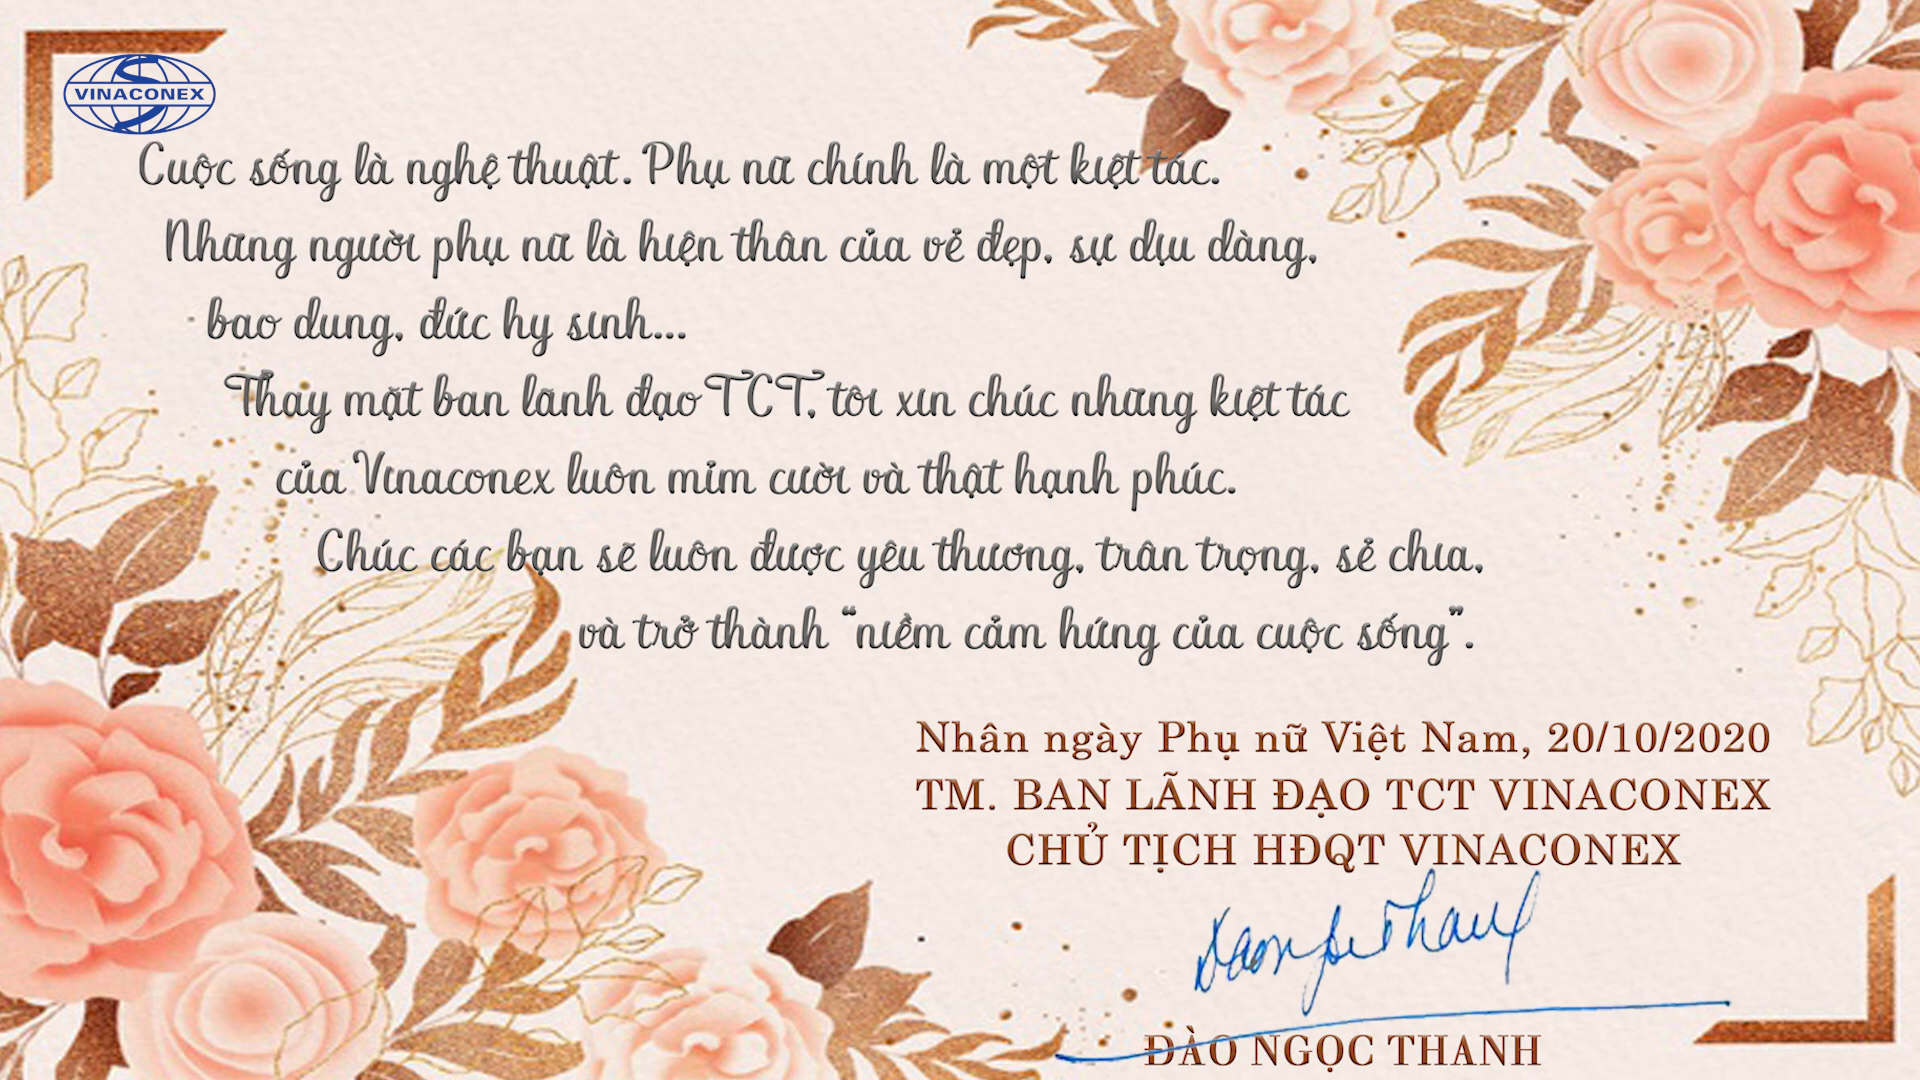 VINACONEX
Cuộc sống là nghệ thuật. Phụ nữ chính là một kiệt tác.
Những người phụ nữ là hiện thân của vẻ đẹp, sự dịu dàng,
bao dung, đức hy sinh...
Thay mặt ban lãnh đạo TCT, tôi xin chúc những kiệt tác
của Vinaconex luôn mỉm cười và thật hạnh phúc.
Chúc các bạn sẽ luôn được yêu thương, trân trọng, sẻ chia,
và trở thành “niềm cảm hứng của cuộc sống”.
Nhân ngày Phụ nữ Việt Nam, 20/10/2020
TM. BAN LÃNH ĐẠO TCT VINACONEX
CHỦ TỊCH HĐQT VINACONEX
ĐÀO NGỌC THANH